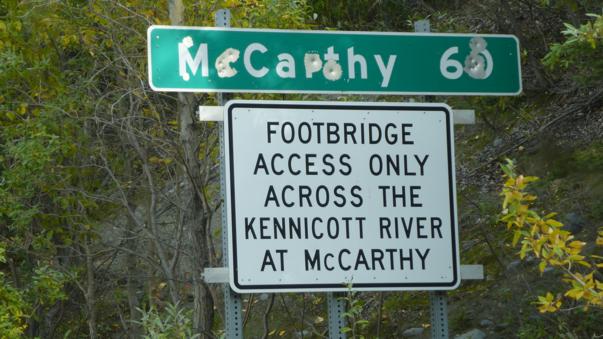 McCarthy 60
FOOTBRIDGE
ACCESS ONLY
ACROSS THE
KENNICOTT RIVER
AT McCARTHY